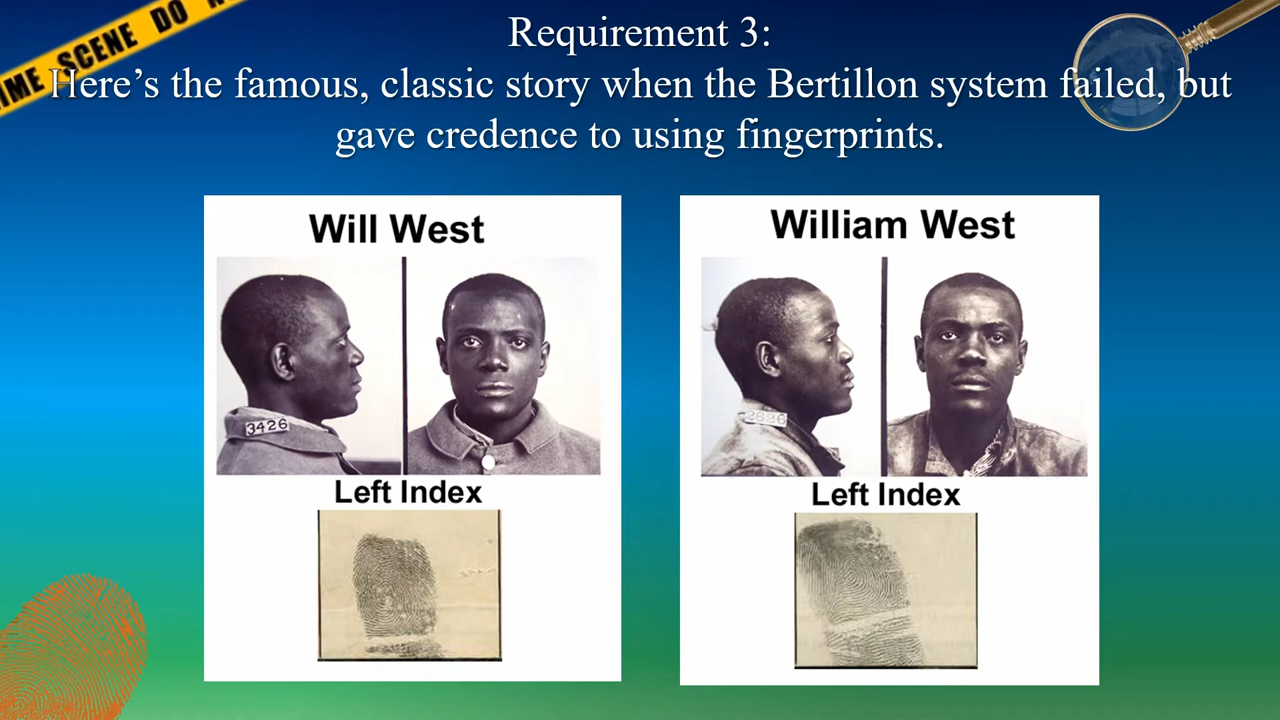 Requirement 3:
IME SCENE DO
Here’s the famous, classic story when the Bertillon system failed, but
gave credence to using fingerprints.
Will West
3426
Left Index
William West
2626
Left Index